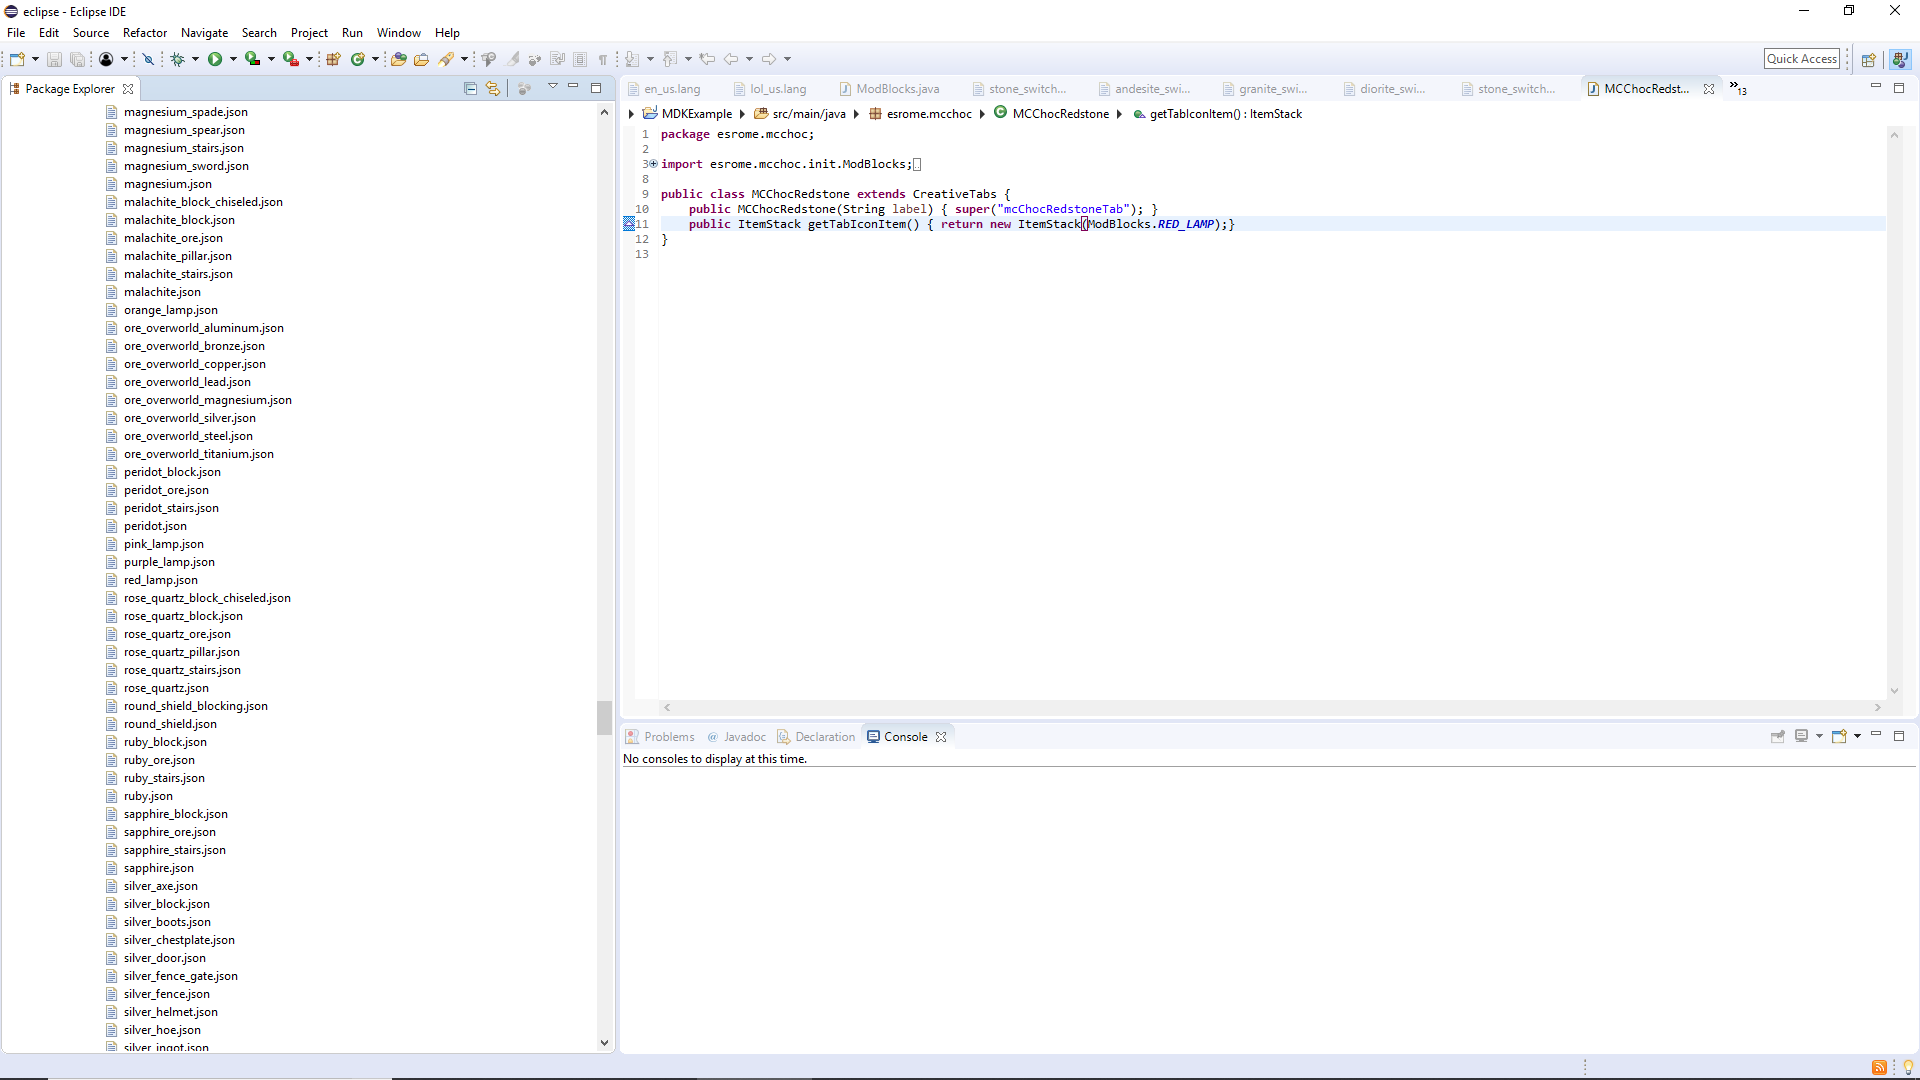 eclipse - Eclipse IDE
File Edit Source Refactor Navigate Search Project Run Window Help
Quick Access
Package Explorer
magnesium_spade.json
magnesium_spear.json
magnesium_stairs.json
magnesium_sword.json
magnesium.json
malachite_block_chiseled.json
malachite_block.json
malachite_ore.json
malachite_pillar.json
malachite_stairs.json
malachite.json
orange_lamp.json
ore_overworld_aluminum.json
ore_overworld_bronze.json
ore_overworld_copper.json
ore_overworld_lead.json
ore_overworld_magnesium.json
ore_overworld_silver.json
ore_overworld_steel.json
ore_overworld_titanium.json
peridot_block.json
peridot_ore.json
peridot_stairs.json
peridot.json
pink_lamp.json
purple_lamp.json
red_lamp.json
rose_quartz_block_chiseled.json
rose_quartz_block.json
rose_quartz_ore.json
rose_quartz_pillar.json
rose_quartz_stairs.json
rose_quartz.json
round_shield_blocking.json
round_shield.json
ruby_block.json
ruby_ore.json
ruby_stairs.json
ruby.json
sapphire_block.json
sapphire_ore.json
sapphire_stairs.json
sapphire.json
silver_axe.json
silver_block.json
silver_boots.json
silver_chestplate.json
silver_door.json
silver_fence_gate.json
silver_fence.json
silver_helmet.json
silver_hoe.json
silver_ingot.json
en_us.lang lol_us.lang ModBlocks.java stone_switch... andesite_swi... granite_swi... diorite_swi... stone_switch... MCChocRedst... 13
MDKExample src/main/java esrome.mcchoc MCChocRedstone getTabIconItem() : ItemStack
1 package esrome.mcchoc;
2
3 import esrome.mcchoc.init.ModBlocks;
8
9 public class MCChocRedstone extends CreativeTabs {
10 public MCChocRedstone(String label) { super("mcChocRedstoneTab"); }
11 public ItemStack getTabIconItem() { return new ItemStack(ModBlocks.RED_LAMP);}
12 }
13
Problems Javadoc Declaration Console
No consoles to display at this time.